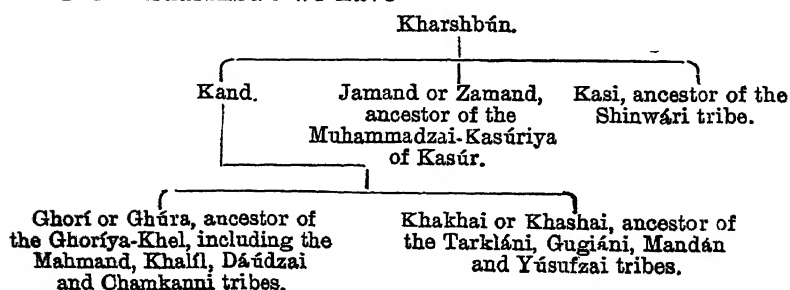 Kharshbún.
Kand.
Jamand or Zamand,
ancestor of the
Muhammadzai-Kasúriya
of Kasúr.
Kasi, ancestor of the
Shinwári tribe.
Ghorí or Ghúra, ancestor of
the Ghoríya-Khel, including the
Mahmand, Khalíl, Dáúdzai
and Chamkanni tribes.
Khakhai or Khashai, ancestor of
the Tarkláni, Gugiáni, Mandán
and Yúsufzai tribes.